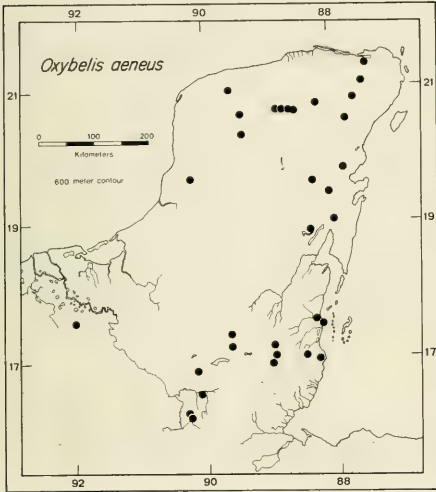 92 90 88
Oxybelis aeneus
21 21
0 100 200
Kilometers
600 meter contour
19 19
17 17
92 90 88